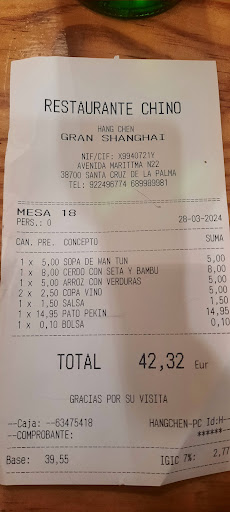 RESTAURANTE CHINO
HANG CHEN
GRAN SHANGHAI
NIF/CIF: X9940721Y
AVENIDA MARITTMA N22
38700 SANTA CRUZ DE LA PALMA
TEL: 922496774 689989981
MESA 18
PERS.: 0 28-03-2024
CAN. PRE. CONCEPTO SUMA
1 x 5,00 SOPA DE WAN TUN 5,00
1 x 8,00 CERDO CON SETA Y BAMBU 8,00
1 x 5,00 ARROZ CON VERDURAS 5,00
2 x 2,50 COPA VINO 5,00
1 x 1,50 SALSA 1,50
1 x 14,95 PATO PEKIN 14,95
1 x 0,10 BOLSA 0,10
TOTAL 42,32 Eur
GRACIAS POR SU VISITA
--Caja: --63475418 HANGCHEN-PC Id:H--
--COMPROBANTE: ******--
Base: 39,55 IGIC 7%: 2,77